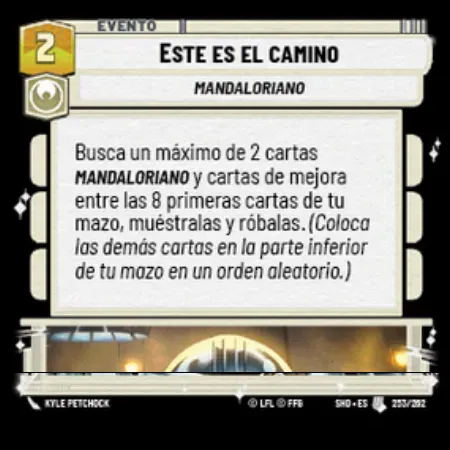 EVENTO
2
ESTE ES EL CAMINO
MANDALORIANO
Busca un máximo de 2 cartas
MANDALORIANO y cartas de mejora
entre las 8 primeras cartas de tu
mazo, muéstralas y róbalas. (Coloca
las demás cartas en la parte inferior
de tu mazo en un orden aleatorio.)
KYLE PETCHOCK
© LFL © FFG
SHD • ES
253/262